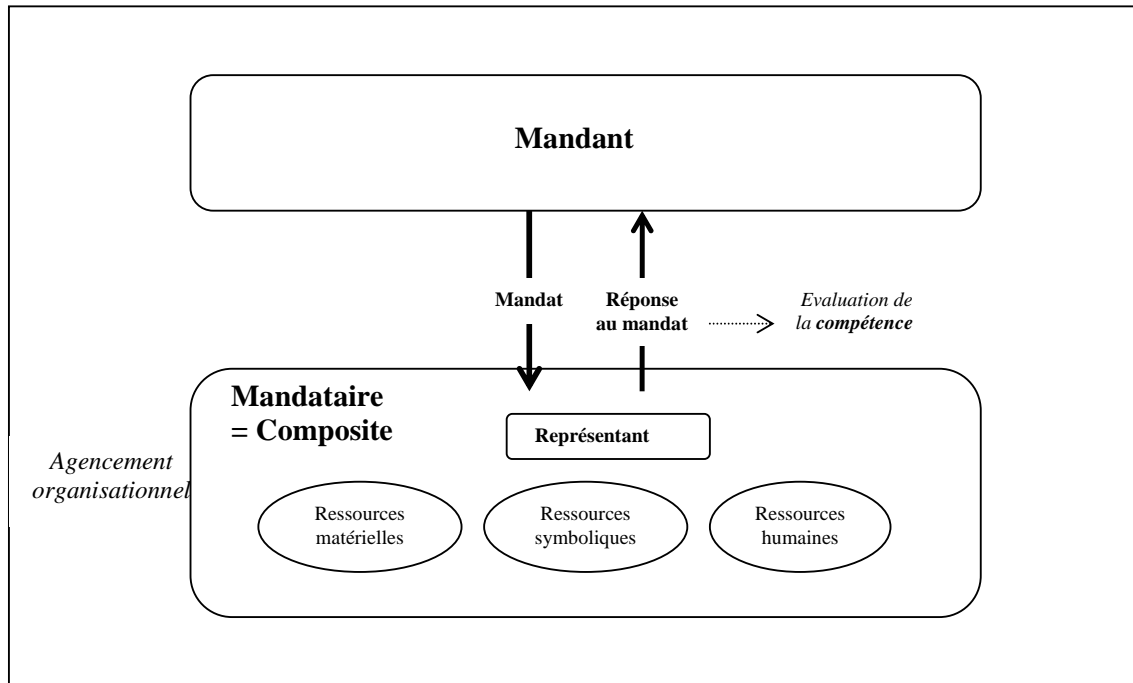 Mandant
Mandat
Réponse
au mandat
Evaluation de
la compétence
Mandataire
= Composite
Représentant
Agencement
organisationnel
Ressources
matérielles
Ressources
symboliques
Ressources
humaines